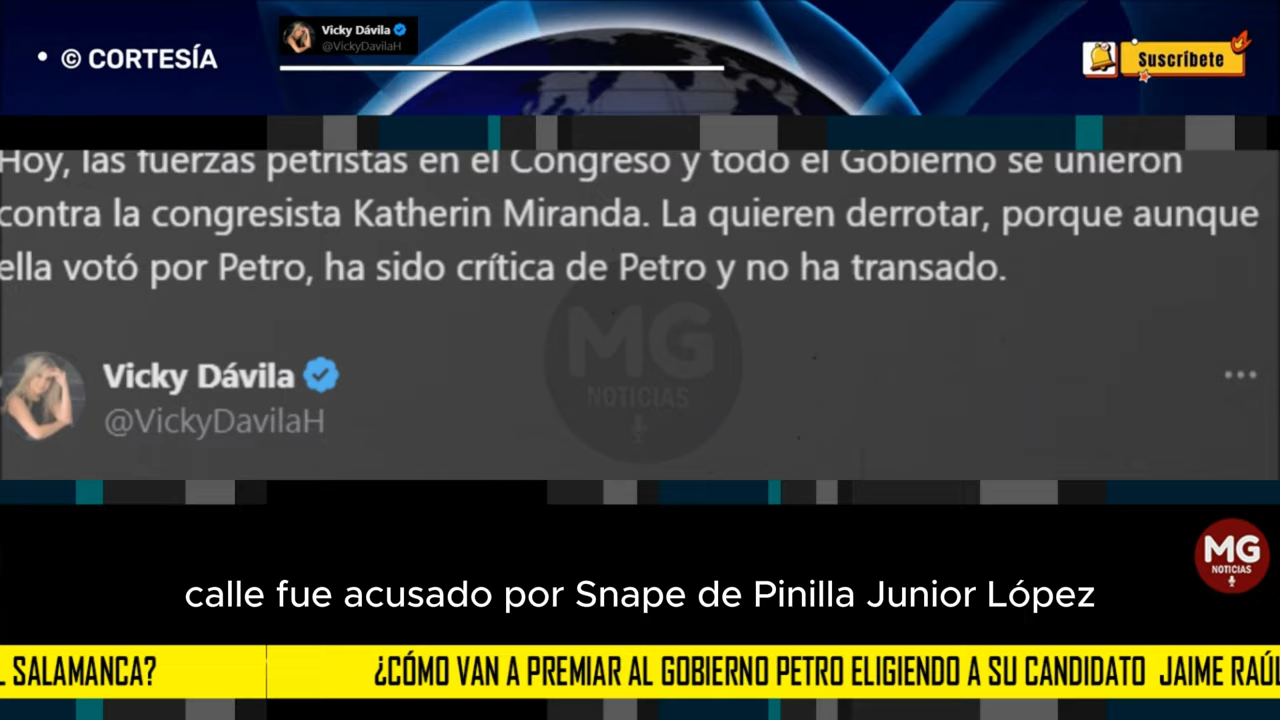 • © CORTESÍA
Vicky Dávila
@VickyDavilaH
Suscríbete
Hoy, las fuerzas petristas en el Congreso y todo el Gobierno se unieron
contra la congresista Katherin Miranda. La quieren derrotar, porque aunque
ella votó por Petro, ha sido crítica de Petro y no ha transado.
MG
NOTICIAS
Vicky Dávila
@VickyDavilaH
MG
NOTICIAS
calle fue acusado por Snape de Pinilla Junior López
L SALAMANCA? ¿CÓMO VAN A PREMIAR AL GOBIERNO PETRO ELIGIENDO A SU CANDIDATO JAIME RAÚL